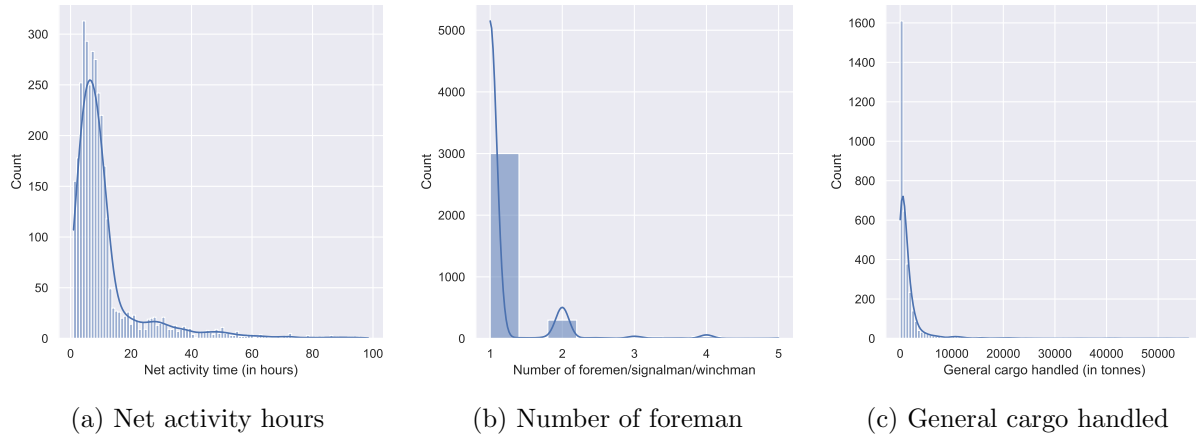 300
250
200
150
100
50
0
Count
0 20 40 60 80 100
Net activity time (in hours)
(a) Net activity hours
5000
4000
3000
2000
1000
0
Count
1 2 3 4 5
Number of foremen/signalman/winchman
(b) Number of foreman
1600
1400
1200
1000
800
600
400
200
0
Count
0 10000 20000 30000 40000 50000
General cargo handled (in tonnes)
(c) General cargo handled